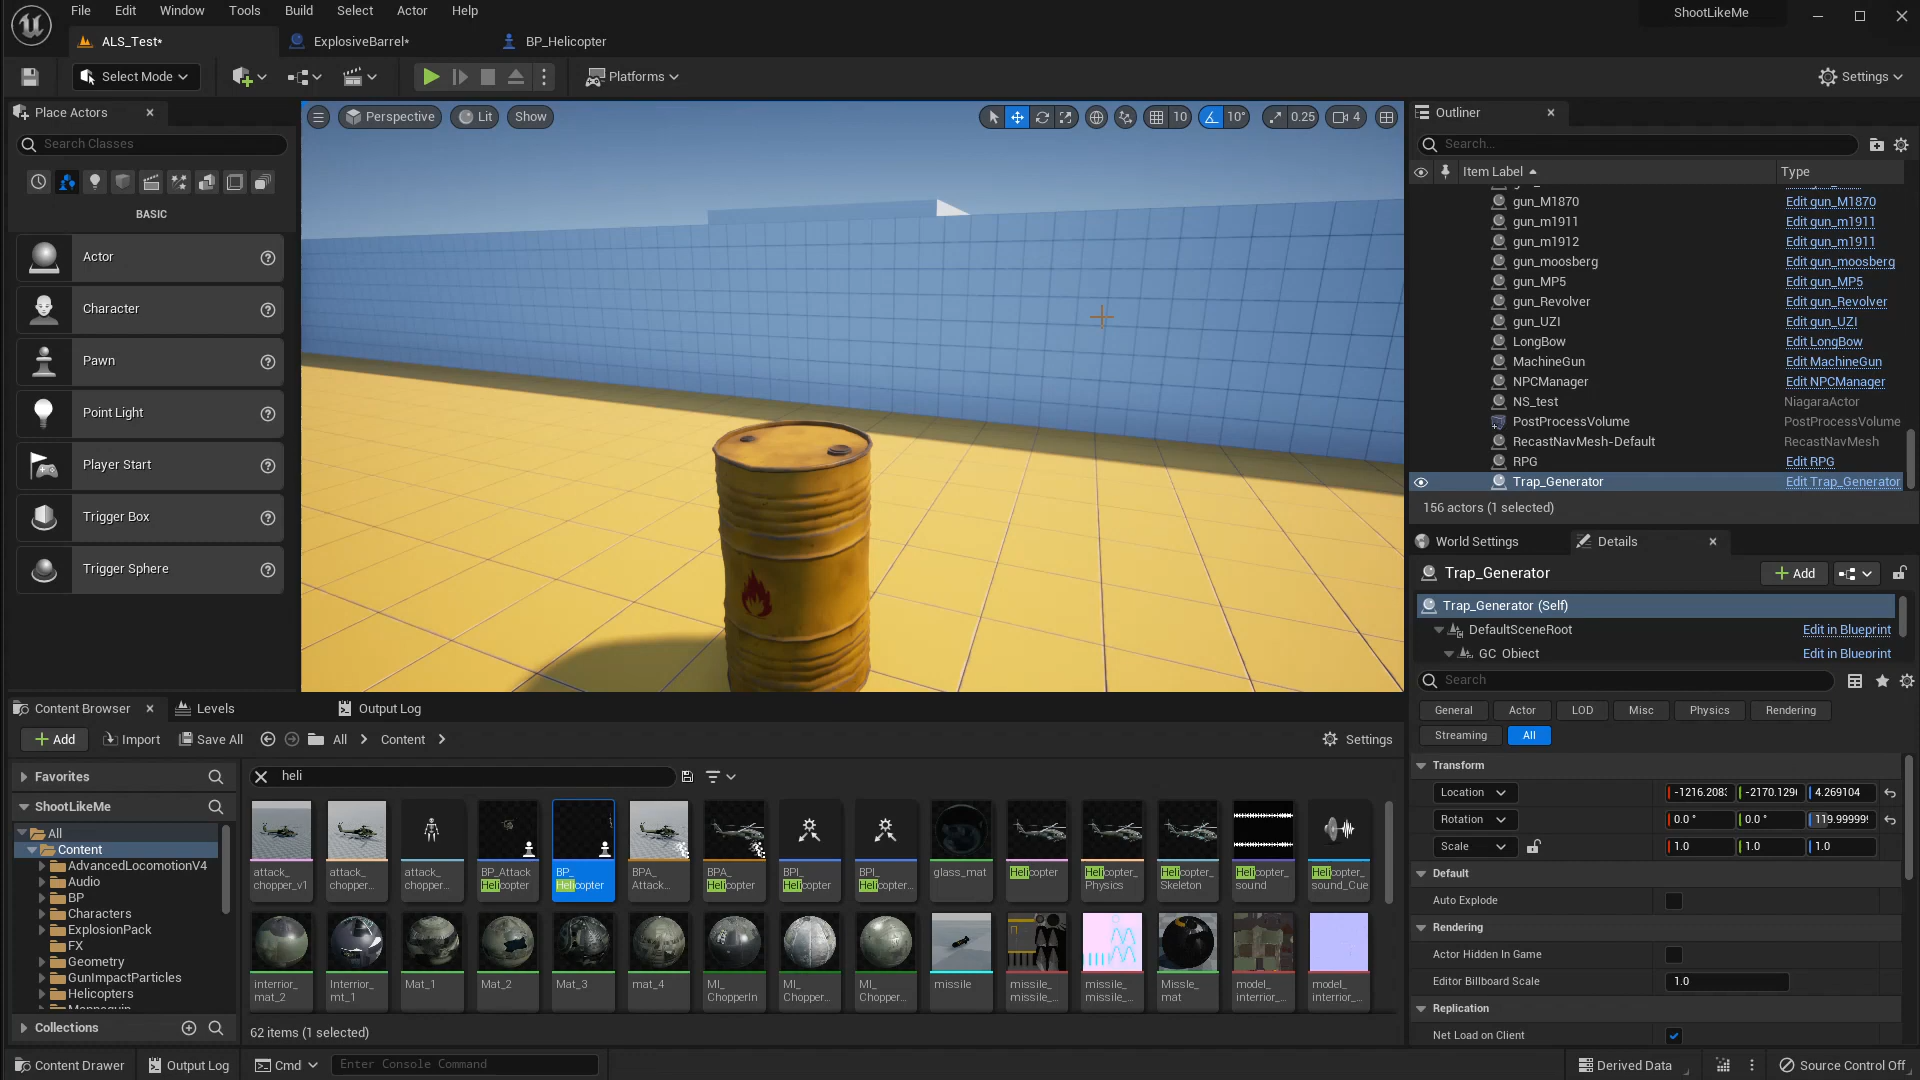 File Edit Window Tools Build Select Actor Help
ShootLikeMe
ALS_Test*
ExplosiveBarrel*
BP_Helicopter
Select Mode
Platforms
Settings
Place Actors
Search Classes
BASIC
Actor
Character
Pawn
Point Light
Player Start
Trigger Box
Trigger Sphere
Perspective
Lit
Show
10
10°
0.25
4
Outliner
Search...
Item Label
Type
gun_M1870 Edit gun_M1870
gun_m1911 Edit gun_m1911
gun_m1912 Edit gun_m1911
gun_moosberg Edit gun_moosberg
gun_MP5 Edit gun_MP5
gun_Revolver Edit gun_Revolver
gun_UZI Edit gun_UZI
LongBow Edit LongBow
MachineGun Edit MachineGun
NPCManager Edit NPCManager
NS_test NiagaraActor
PostProcessVolume PostProcessVolume
RecastNavMesh-Default RecastNavMesh
RPG Edit RPG
Trap_Generator Edit Trap_Generator
156 actors (1 selected)
World Settings
Details
Trap_Generator
Add
Trap_Generator (Self)
DefaultSceneRoot Edit in Blueprint
GC Object Edit in Blueprint
Search
General Actor LOD Misc Physics Rendering
Streaming All
Transform
Location -1216.208 -2170.129 4.269104
Rotation 0.0 ° 0.0 ° 119.99999
Scale 1.0 1.0 1.0
Default
Auto Explode
Rendering
Actor Hidden In Game
Editor Billboard Scale 1.0
Replication
Net Load on Client
Content Browser
Levels
Output Log
Add Import Save All All Content
Settings
Favorites
ShootLikeMe
All
Content
AdvancedLocomotionV4
Audio
BP
Characters
ExplosionPack
FX
Geometry
GunImpactParticles
Helicopters
Collections
heli
attack_
chopper_v1
attack_
chopper...
attack_
chopper...
BP_Attack
Helicopter
BP_
Helicopter
BPA_
Attack...
BPA_
Helicopter
BPI_
Helicopter
BPI_
Helicopter...
glass_mat
Helicopter
Helicopter_
Physics
Helicopter_
Skeleton
Helicopter_
sound
Helicopter_
sound_Cue
interior_
mat_2
Interrior_
mt_1
Mat_1
Mat_2
Mat_3
mat_4
MI_
ChopperIn
MI_
Chopper...
MI_
Chopper...
missile
missile_
missile_...
missile_
missile_...
Missle_
mat
model_
interrior_...
model_
interrior_...
62 items (1 selected)
Content Drawer
Output Log
Cmd
Enter Console Command
Derived Data
Source Control Off